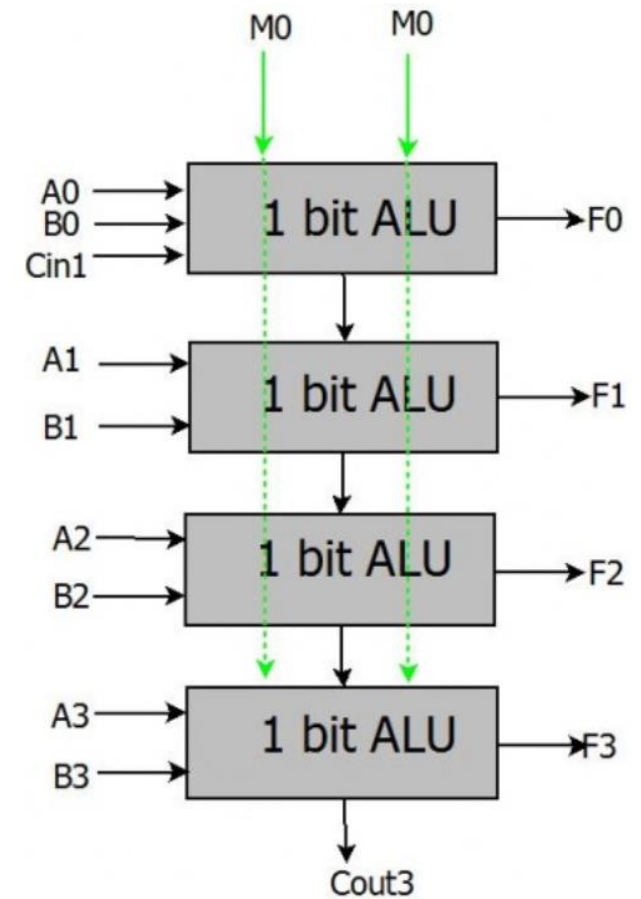 M0 M0
A0
B0
Cin1
1 bit ALU
F0
A1
B1
1 bit ALU
F1
A2
B2
1 bit ALU
F2
A3
B3
1 bit ALU
F3
Cout3